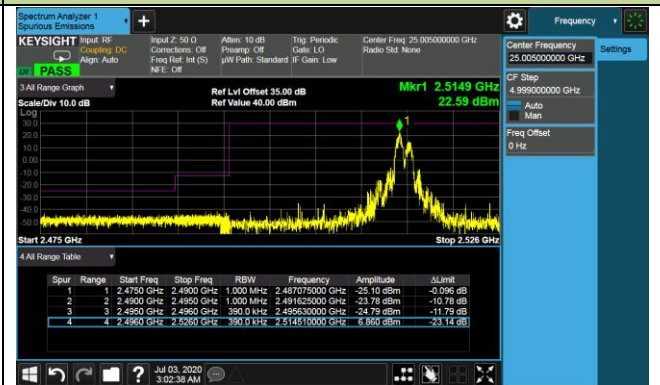 Spectrum Analyzer 1
Spurious Emissions
Frequency
KEYSIGHT
Input: RF
Coupling: DC
Align: Auto
Input Z: 50 Ω
Corrections: Off
Freq Ref: Int (S)
NFE: Off
Atten: 10 dB
Preamp: Off
µW Path: Standard
Trig: Periodic
Gate: LO
IF Gain: Low
Center Freq: 25.005000000 GHz
Radio Std: None
PASS
Center Frequency
25.005000000 GHz
Settings
CF Step
4.999000000 GHz
Auto
Man
Freq Offset
0 Hz
3 All Range Graph
Scale/Div 10.0 dB
Ref Lvl Offset 35.00 dB
Ref Value 40.00 dBm
Mkr1 2.5149 GHz
22.59 dBm
Log
30.0
20.0
10.0
0.00
-10.0
-20.0
-30.0
-40.0
-50.0
1
Start 2.475 GHz
Stop 2.526 GHz
4 All Range Table
Spur Range Start Freq Stop Freq RBW Frequency Amplitude ΔLimit
1 1 2.4750 GHz 2.4900 GHz 1.000 MHz 2.487075000 GHz -25.10 dBm -0.096 dB
2 2 2.4900 GHz 2.4950 GHz 1.000 MHz 2.491625000 GHz -23.78 dBm -10.78 dB
3 3 2.4950 GHz 2.4960 GHz 390.0 kHz 2.495630000 GHz -24.79 dBm -11.79 dB
4 4 2.4960 GHz 2.5260 GHz 390.0 kHz 2.514510000 GHz 6.860 dBm -23.14 dB
Jul 03, 2020
3:02:38 AM